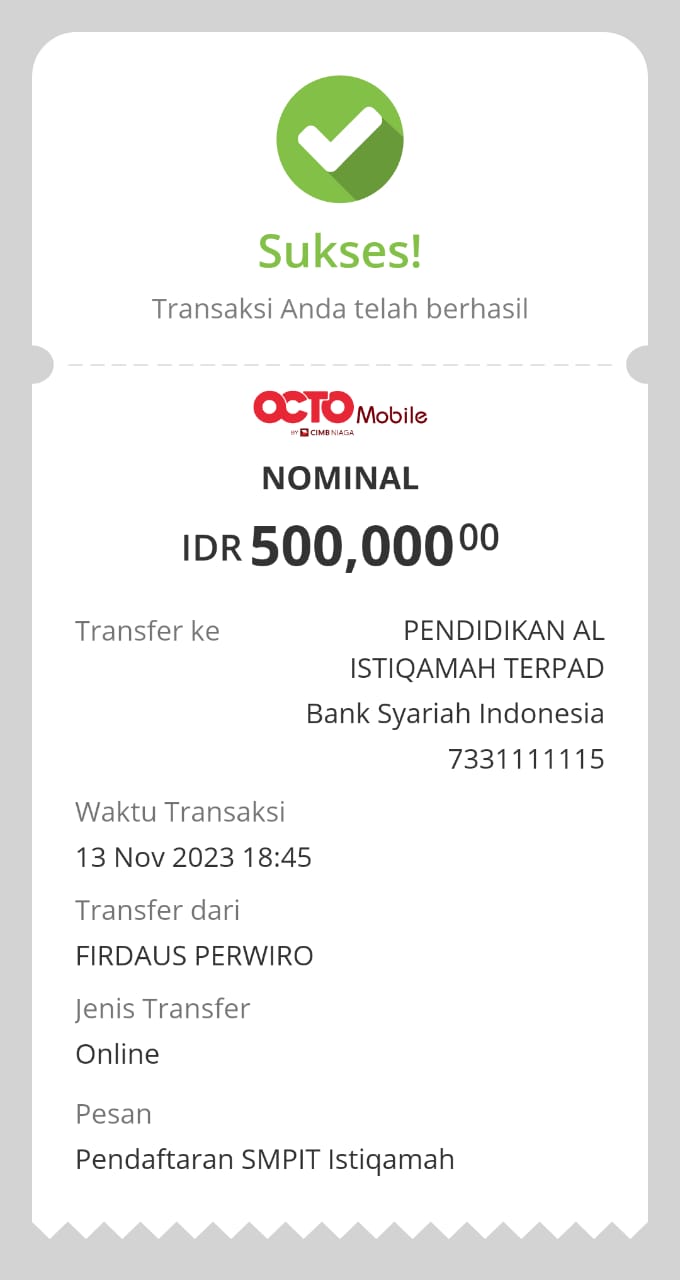 Sukses!
Transaksi Anda telah berhasil
OCTO Mobile
BY CIMB NIAGA
NOMINAL
IDR 500,000 00
Transfer ke
PENDIDIKAN AL
ISTIQAMAH TERPAD
Bank Syariah Indonesia
7331111115
Waktu Transaksi
13 Nov 2023 18:45
Transfer dari
FIRDAUS PERWIRO
Jenis Transfer
Online
Pesan
Pendaftaran SMPIT Istiqamah